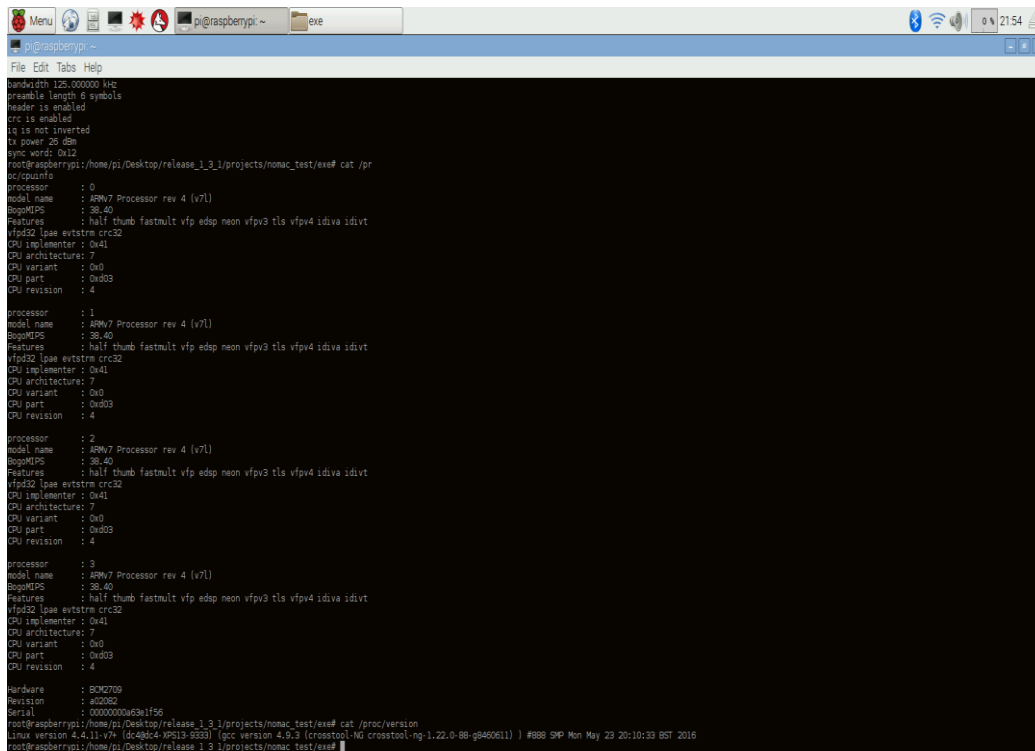 Menu
pi@raspberrypi: ~
exe
0 %
21:54
pi@raspberrypi: ~
File Edit Tabs Help
bandwidth 125.000000 kHz
preamble length 6 symbols
header is enabled
crc is enabled
iq is not inverted
tx power 26 dBm
sync word: 0x12
root@raspberrypi:/home/pi/Desktop/release_1_3_1/projects/nomac_test/exe# cat /pr
oc/cpuinfo
processor : 0
model name : ARMv7 Processor rev 4 (v7l)
BogoMIPS : 38.40
Features : half thumb fastmult vfp edsp neon vfpv3 tls vfpv4 idiva idivt
vfpd32 lpae evtstrm crc32
CPU implementer : 0x41
CPU architecture: 7
CPU variant : 0x0
CPU part : 0xd03
CPU revision : 4
processor : 1
model name : ARMv7 Processor rev 4 (v7l)
BogoMIPS : 38.40
Features : half thumb fastmult vfp edsp neon vfpv3 tls vfpv4 idiva idivt
vfpd32 lpae evtstrm crc32
CPU implementer : 0x41
CPU architecture: 7
CPU variant : 0x0
CPU part : 0xd03
CPU revision : 4
processor : 2
model name : ARMv7 Processor rev 4 (v7l)
BogoMIPS : 38.40
Features : half thumb fastmult vfp edsp neon vfpv3 tls vfpv4 idiva idivt
vfpd32 lpae evtstrm crc32
CPU implementer : 0x41
CPU architecture: 7
CPU variant : 0x0
CPU part : 0xd03
CPU revision : 4
processor : 3
model name : ARMv7 Processor rev 4 (v7l)
BogoMIPS : 38.40
Features : half thumb fastmult vfp edsp neon vfpv3 tls vfpv4 idiva idivt
vfpd32 lpae evtstrm crc32
CPU implementer : 0x41
CPU architecture: 7
CPU variant : 0x0
CPU part : 0xd03
CPU revision : 4
Hardware : BCM2709
Revision : a02082
Serial : 00000000a63e1f56
root@raspberrypi:/home/pi/Desktop/release_1_3_1/projects/nomac_test/exe# cat /proc/version
Linux version 4.4.11-v7+ (dc4@dc4-XPS13-9333) (gcc version 4.9.3 (crosstool-NG crosstool-ng-1.22.0-88-g8460611) ) #888 SMP Mon May 23 20:10:33 BST 2016
root@raspberrypi:/home/pi/Desktop/release_1_3_1/projects/nomac_test/exe#